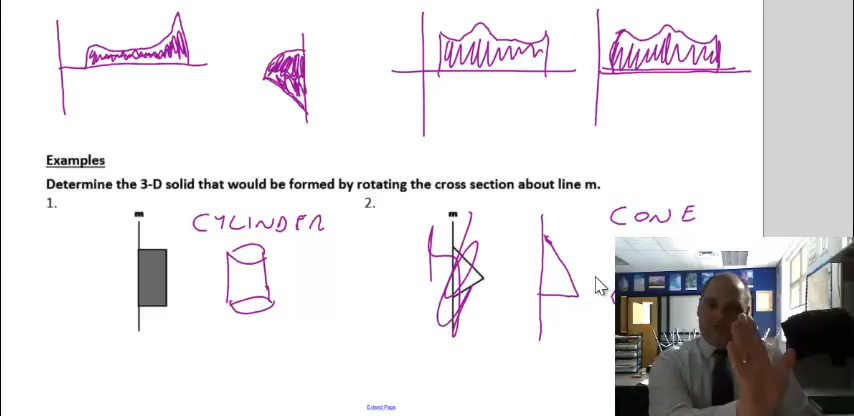 Examples
Determine the 3-D solid that would be formed by rotating the cross section about line m.
1.
m
CYLINDER
2.
m
CONE
Extend Page